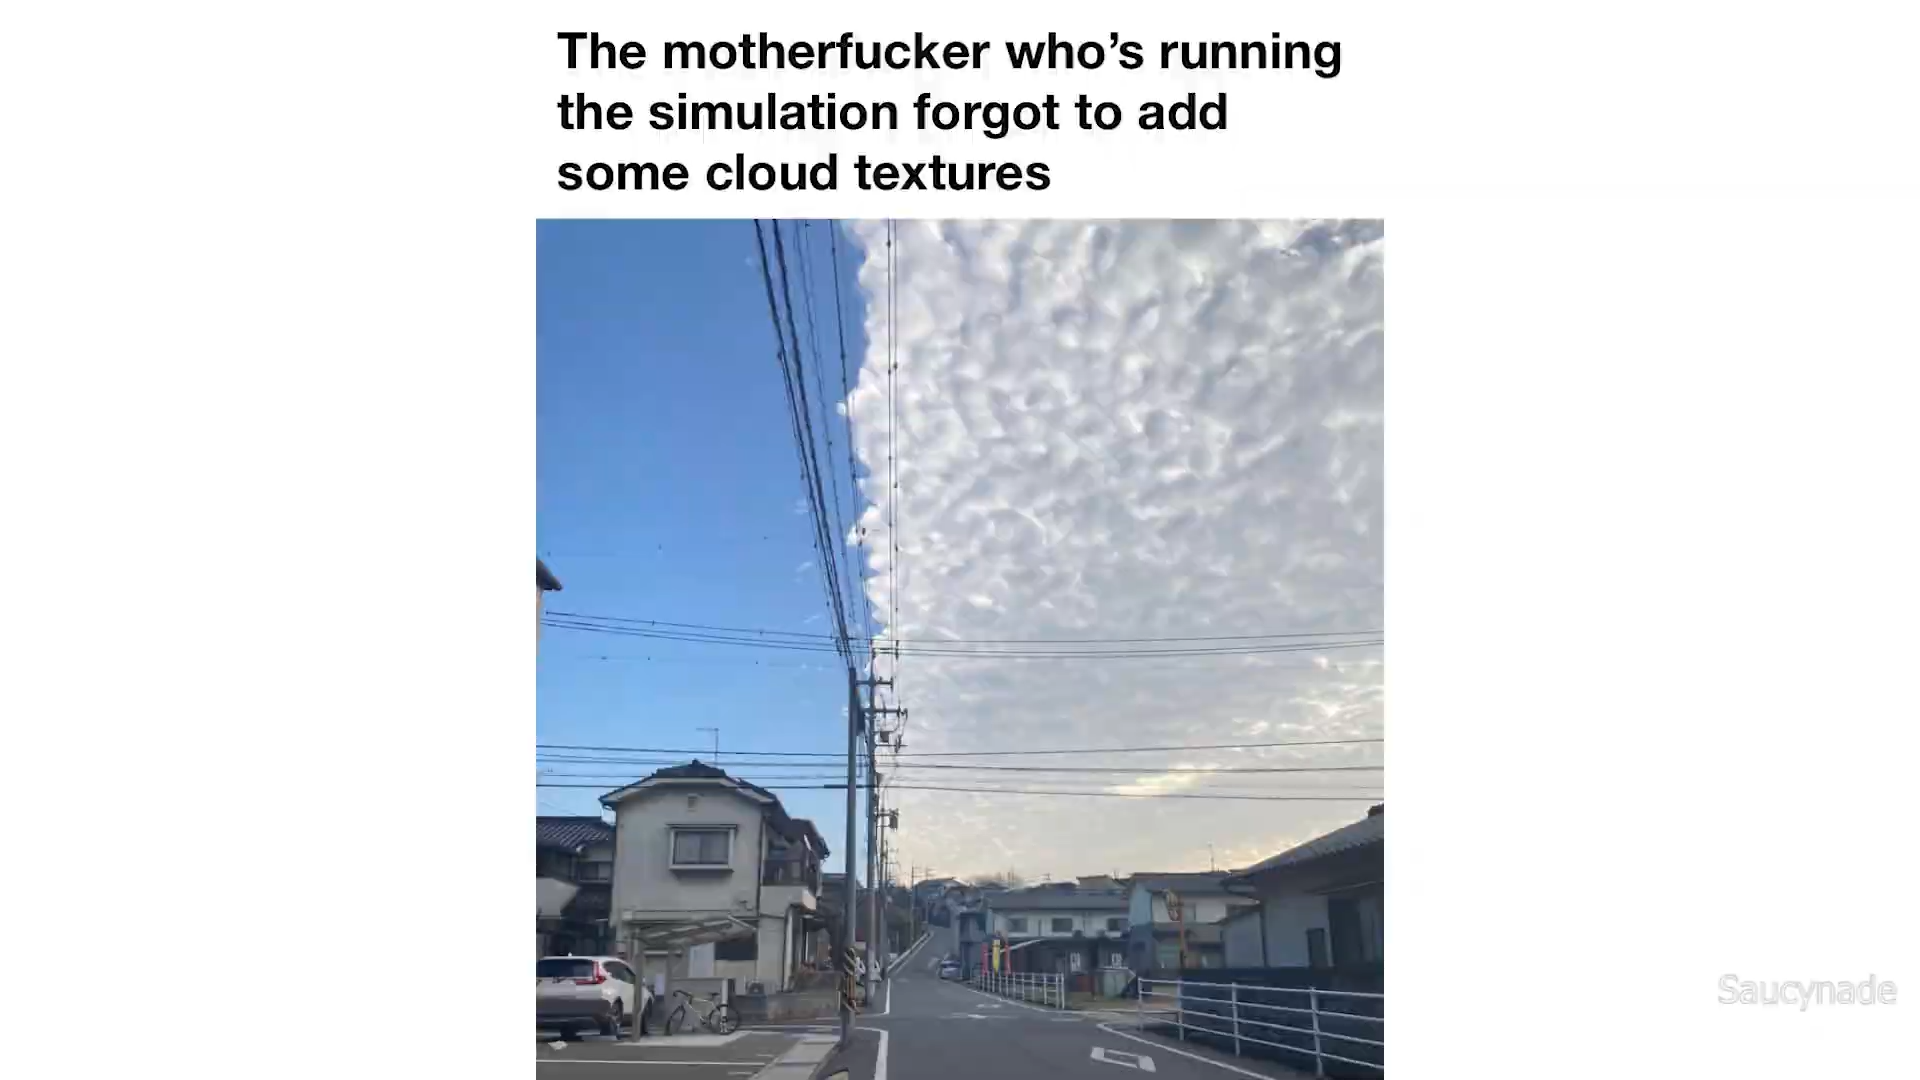 The motherfucker who’s running
the simulation forgot to add
some cloud textures
Saucynade